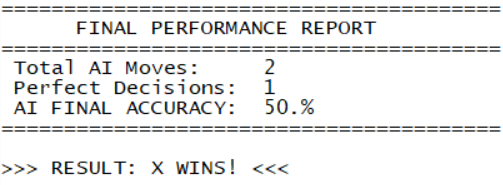 ==========================================
FINAL PERFORMANCE REPORT
==========================================
Total AI Moves: 2
Perfect Decisions: 1
AI FINAL ACCURACY: 50.%
==========================================
>>> RESULT: X WINS! <<<